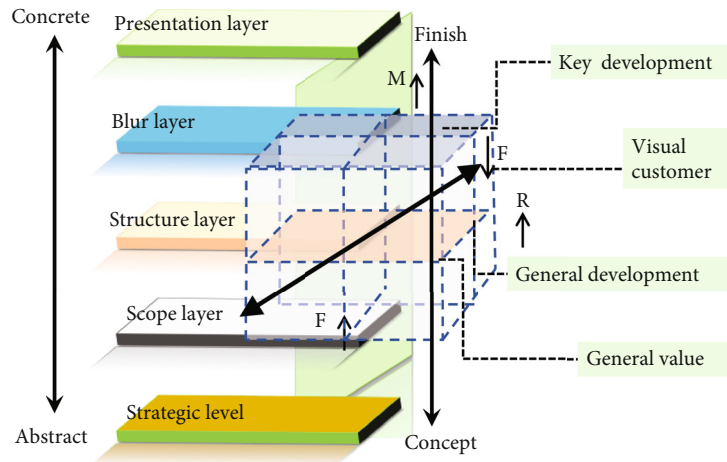 Concrete
Presentation layer
Finish
Key development
M
Blur layer
F
Visual
customer
R
Structure layer
General development
Scope layer
F
General value
Strategic level
Abstract
Concept